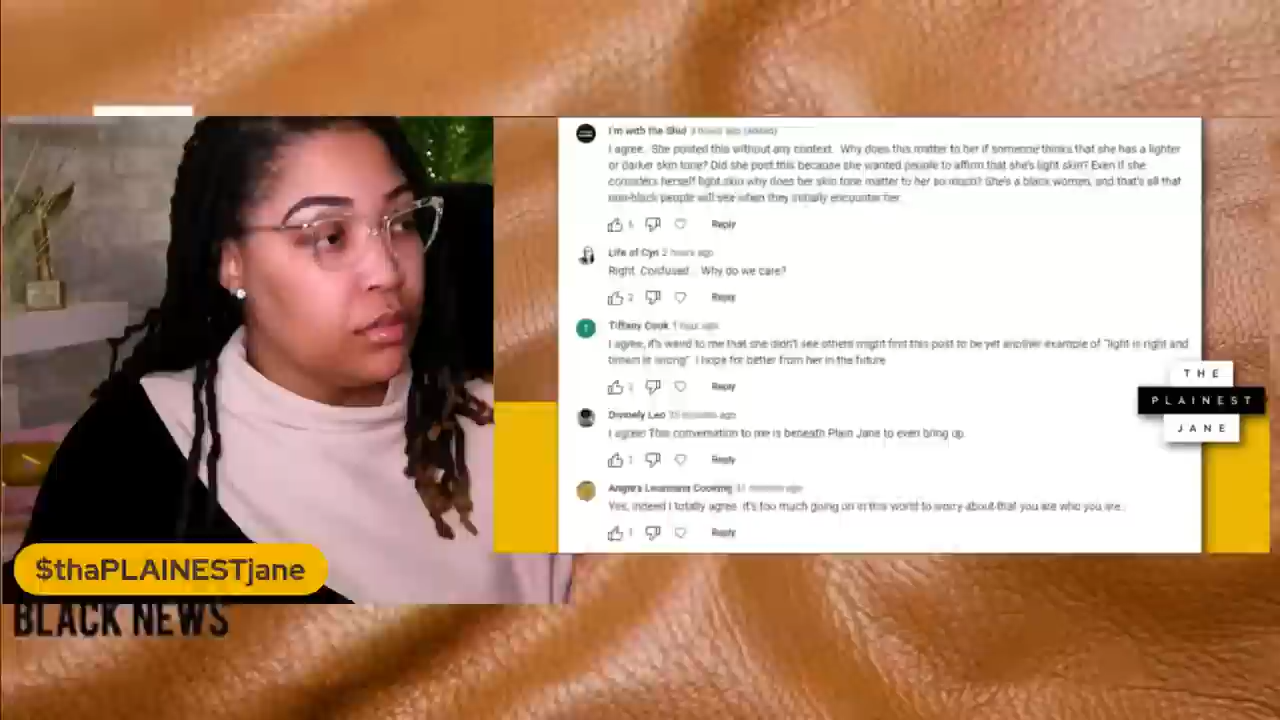 I'm with the Shid 3 hours ago (edited)
I agree. She posted this without any context. Why does this matter to her if someone thinks that she has a lighter
or darker skin tone? Did she post this because she wanted people to affirm that she's light skin? Even if she
considers herself light skin why does her skin tone matter to her so much? She's a black women, and that's all that
non-black people will see when they initially encounter her.
Reply
Life of Cyn 2 hours ago
Right. Confused... Why do we care?
2 Reply
Tiffany Cook 1 hour ago
I agree, it's weird to me that she didn't see others might find this post to be yet another example of "light is right and
is wrong" I hope for better from her in the future
Reply
THE
PLAINEST
JANE
Divinely Leo minutes ago
I agree! This conversation to me is beneath Plain Jane to even bring up.
1 Reply
Cooking minutes ago
Yes, indeed I totally agree it's too much going on in this world to worry about that you are who you are.
1 Reply
$thaPLAINESTjane
BLACK NEWS